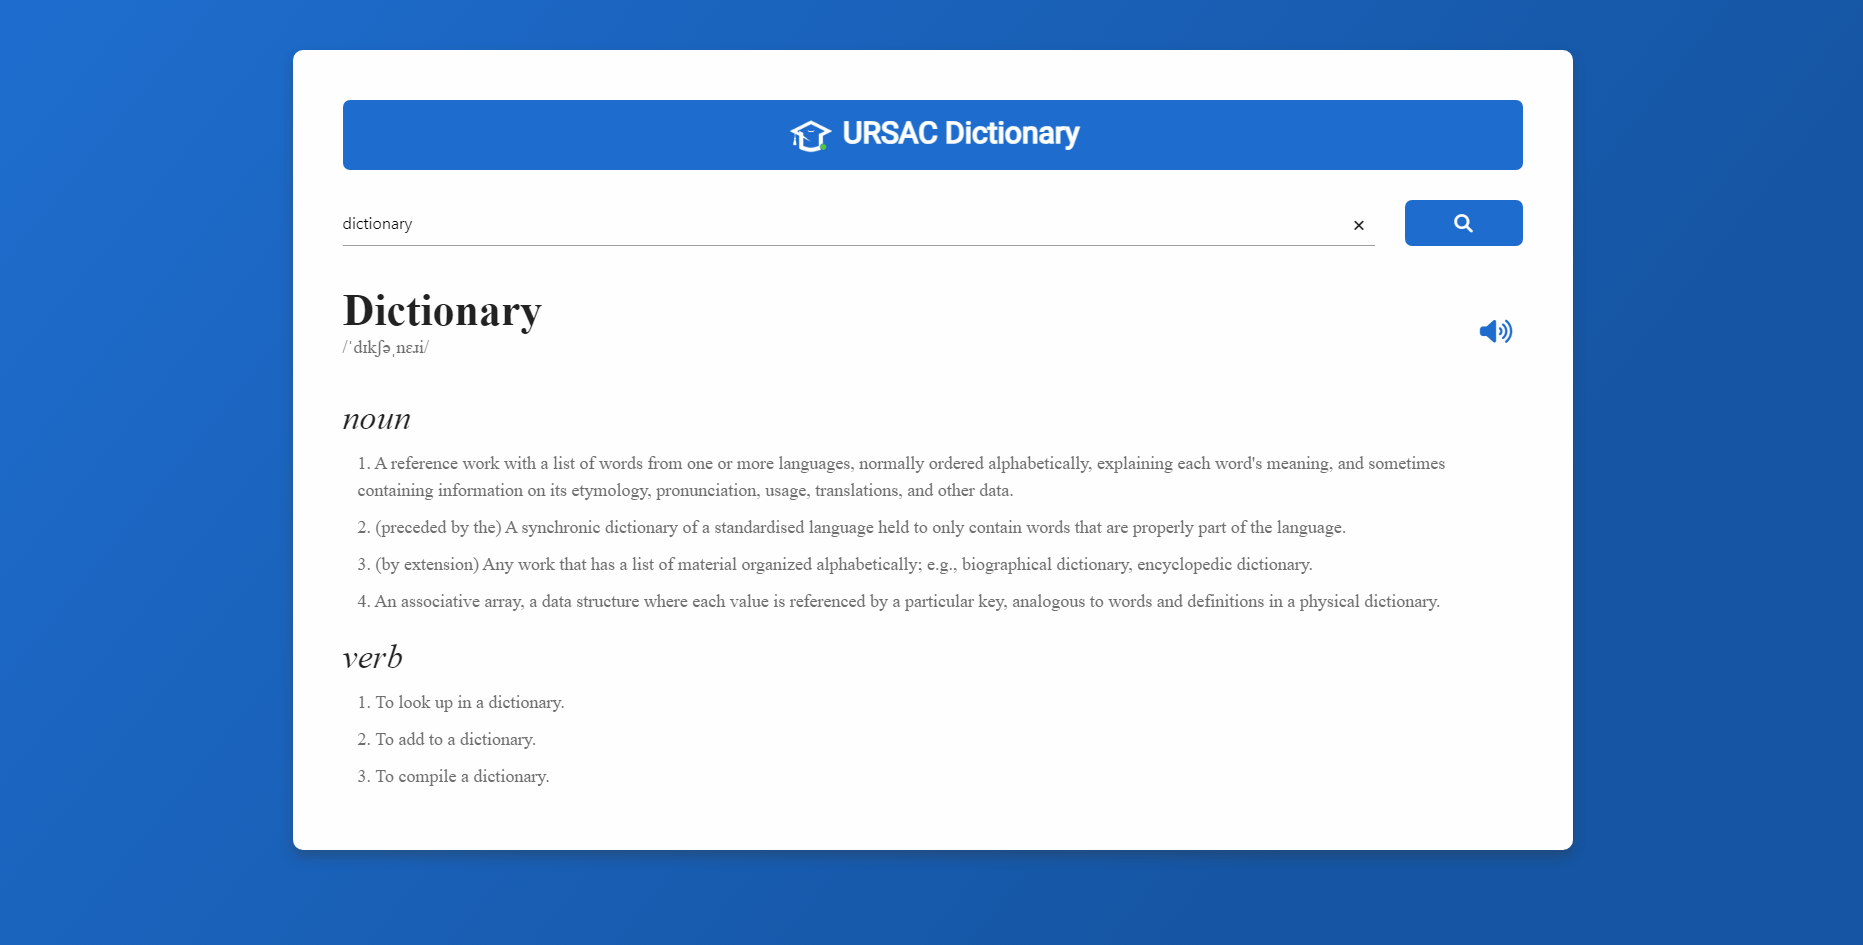 URSAC Dictionary
dictionary
Dictionary
/ˈdɪkʃəˌnɛɹi/
noun
1. A reference work with a list of words from one or more languages, normally ordered alphabetically, explaining each word's meaning, and sometimes
containing information on its etymology, pronunciation, usage, translations, and other data.
2. (preceded by the) A synchronic dictionary of a standardised language held to only contain words that are properly part of the language.
3. (by extension) Any work that has a list of material organized alphabetically; e.g., biographical dictionary, encyclopedic dictionary.
4. An associative array, a data structure where each value is referenced by a particular key, analogous to words and definitions in a physical dictionary.
verb
1. To look up in a dictionary.
2. To add to a dictionary.
3. To compile a dictionary.